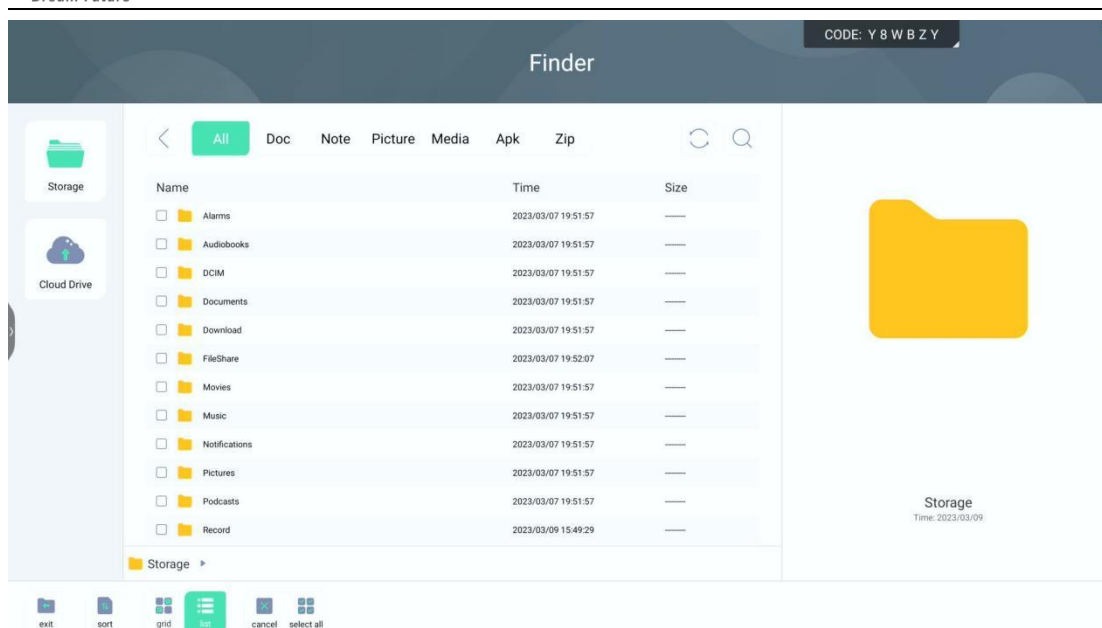 CODE: Y 8 W B Z Y
Finder
All Doc Note Picture Media Apk Zip
Storage
Cloud Drive
Name Time Size
Alarms 2023/03/07 19:51:57 ——
Audiobooks 2023/03/07 19:51:57 ——
DCIM 2023/03/07 19:51:57 ——
Documents 2023/03/07 19:51:57 ——
Download 2023/03/07 19:51:57 ——
FileShare 2023/03/07 19:52:07 ——
Movies 2023/03/07 19:51:57 ——
Music 2023/03/07 19:51:57 ——
Notifications 2023/03/07 19:51:57 ——
Pictures 2023/03/07 19:51:57 ——
Podcasts 2023/03/07 19:51:57 ——
Record 2023/03/09 15:49:29 ——
Storage
Time: 2023/03/09
Storage
exit sort grid list cancel select all